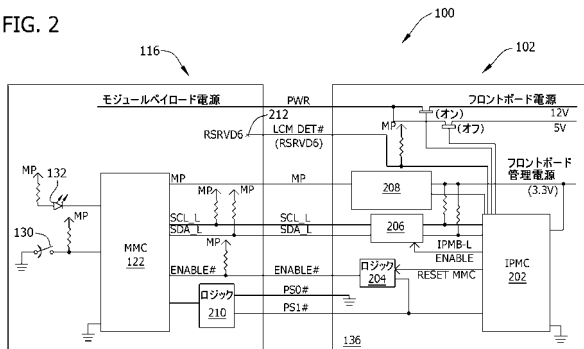 FIG. 2
100
116
102
モジュールペイロード電源
PWR
フロントボード電源
(オン)
12V
212
MP
(オフ)
5V
RSRVD6
LCM_DET#
(RSRVD6)
フロントボード
管理電源
(3.3V)
132
MP
MP
MP
208
MP
MP
SCL_L
SCL_L
206
130
MMC
122
SDA_L
SDA_L
MP
IPMB-L
ENABLE
IPMC
202
ENABLE#
ENABLE#
ロジック
204
RESET MMC
ロジック
210
PS0#
PS1#
136